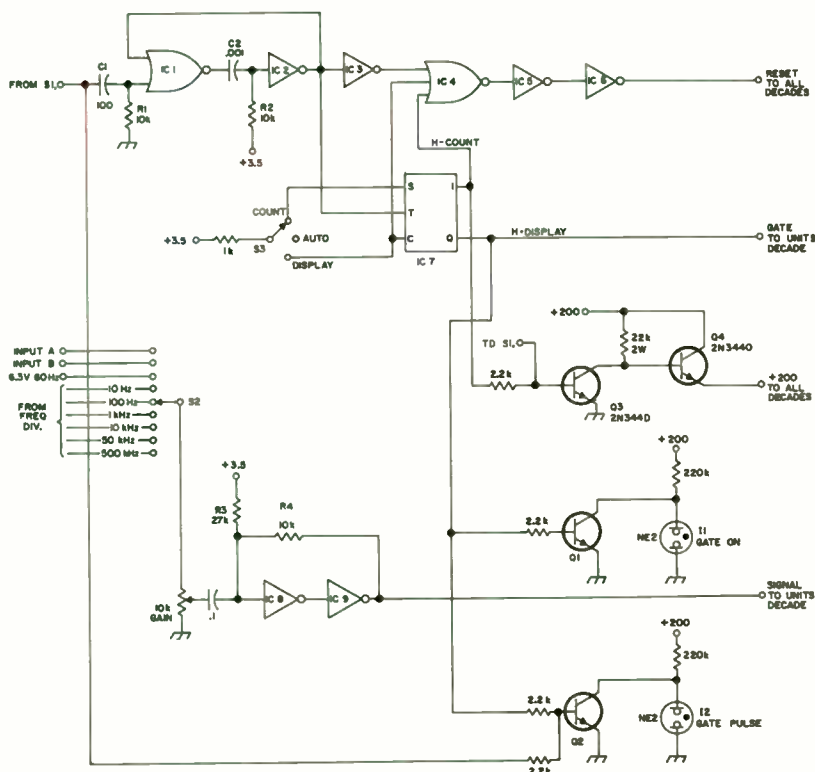 FROM S1
C1
100
R1
10k
IC 1
C2
.001
IC 2
R2
10k
+3.5
IC 3
IC 4
IC 5
IC 6
RESET
TO ALL
DECADES
H-COUNT
S
T
C
1
IC 7
H-DISPLAY
GATE
TO UNITS
DECADE
COUNT
AUTO
DISPLAY
+3.5
1k
S3
INPUT A
INPUT B
6.3V 60Hz
FROM
FREQ
DIV.
10 Hz
100 Hz
1 kHz
10 kHz
50 kHz
500 kHz
S2
TO S1
2.2k
+200
22k
2W
Q4
2N3440
Q3
2N3440
+200
TO ALL
DECADES
+3.5
R3
27k
R4
10k
10k
GAIN
.1
IC 8
IC 9
2.2k
Q1
+200
220k
NE2
I1
GATE ON
SIGNAL
TO UNITS
DECADE
2.2k
2.2k
Q2
+200
220k
NE2
I2
GATE PULSE